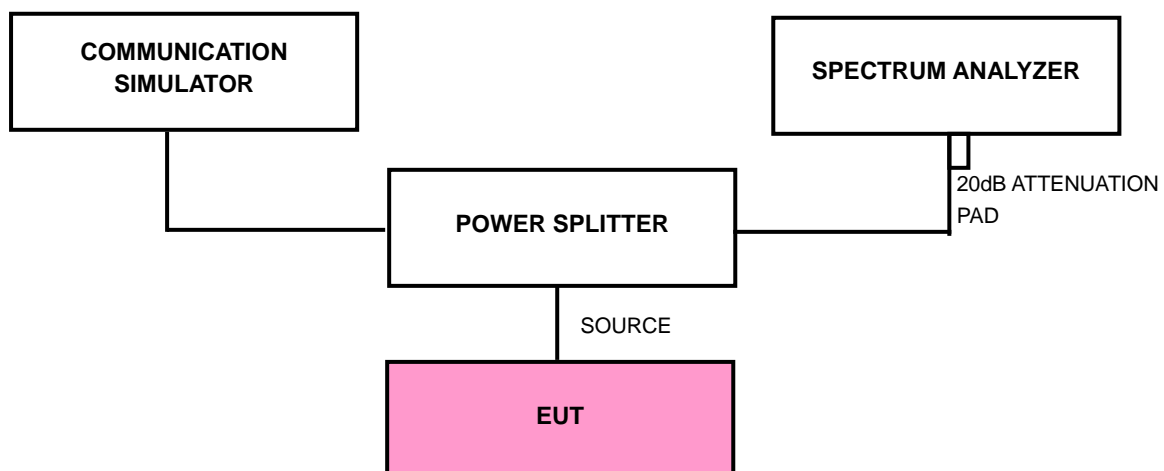 COMMUNICATION
SIMULATOR
SPECTRUM ANALYZER
20dB ATTENUATION
PAD
POWER SPLITTER
SOURCE
EUT